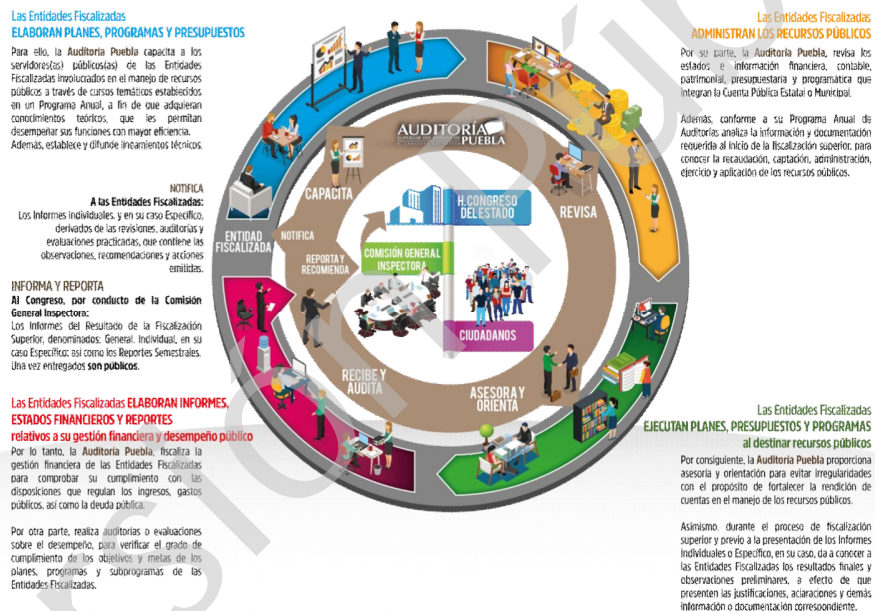 Las Entidades Fiscalizadas
ELABORAN PLANES, PROGRAMAS Y PRESUPUESTOS
Para ello, la Auditoría Puebla capacita a los
servidores(as) públicos(as) de las Entidades
Fiscalizadas involucrados en el manejo de recursos
públicos a través de cursos temáticos establecidos
en un Programa Anual, a fin de que adquieran
conocimientos teóricos, que les permitan
desempeñar sus funciones con mayor eficiencia.
Además, establece y difunde lineamientos técnicos.
NOTIFICA
A las Entidades Fiscalizadas:
Los Informes individuales, y en su caso Específico,
derivados de las revisiones, auditorías y
evaluaciones practicadas, que contiene las
observaciones, recomendaciones y acciones
emitidas.
INFORMA Y REPORTA
Al Congreso, por conducto de la Comisión
General Inspectora:
Los Informes del Resultado de la Fiscalización
Superior, denominados: General, Individual, en su
caso Específico; así como los Reportes Semestrales.
Una vez entregados son públicos.
Las Entidades Fiscalizadas ELABORAN INFORMES,
ESTADOS FINANCIEROS Y REPORTES
relativos a su gestión financiera y desempeño público
Por lo tanto, la Auditoría Puebla, fiscaliza la
gestión financiera de las Entidades Fiscalizadas
para comprobar su cumplimiento con las
disposiciones que regulan los ingresos, gastos
públicos, así como la deuda pública.
Por otra parte, realiza auditorías o evaluaciones
sobre el desempeño, para verificar el grado de
cumplimiento de los objetivos y metas de los
planes, programas y subprogramas de las
Entidades Fiscalizadas.
AUDITORÍA
PUEBLA
CAPACITA
REVISA
ENTIDAD
FISCALIZADA
NOTIFICA
REPORTA Y
RECOMIENDA
H. CONGRESO
DEL ESTADO
COMISIÓN GENERAL
INSPECTORA
CIUDADANOS
RECIBE Y
AUDITA
ASESORA Y
ORIENTA
Las Entidades Fiscalizadas
ADMINISTRAN LOS RECURSOS PÚBLICOS
Por su parte, la Auditoría Puebla, revisa los
estados e información financiera, contable,
patrimonial, presupuestaria y programática que
integran la Cuenta Pública Estatal o Municipal.
Además, conforme a su Programa Anual de
Auditorías analiza la información y documentación
requerida al inicio de la fiscalización superior, para
conocer la recaudación, captación, administración,
ejercicio y aplicación de los recursos públicos.
Las Entidades Fiscalizadas
EJECUTAN PLANES, PRESUPUESTOS Y PROGRAMAS
al destinar recursos públicos
Por consiguiente, la Auditoría Puebla proporciona
asesoría y orientación para evitar irregularidades
con el propósito de fortalecer la rendición de
cuentas en el manejo de los recursos públicos.
Asimismo, durante el proceso de fiscalización
superior y previo a la presentación de los Informes
Individuales o Específico, en su caso, da a conocer a
las Entidades Fiscalizadas los resultados finales y
observaciones preliminares, a efecto de que
presenten las justificaciones, aclaraciones y demás
información o documentación correspondiente.